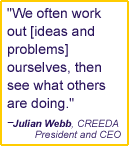 "We often work
out [ideas and
problems]
ourselves, then
see what others
are doing."
–Julian Webb, CREEDA
President and CEO